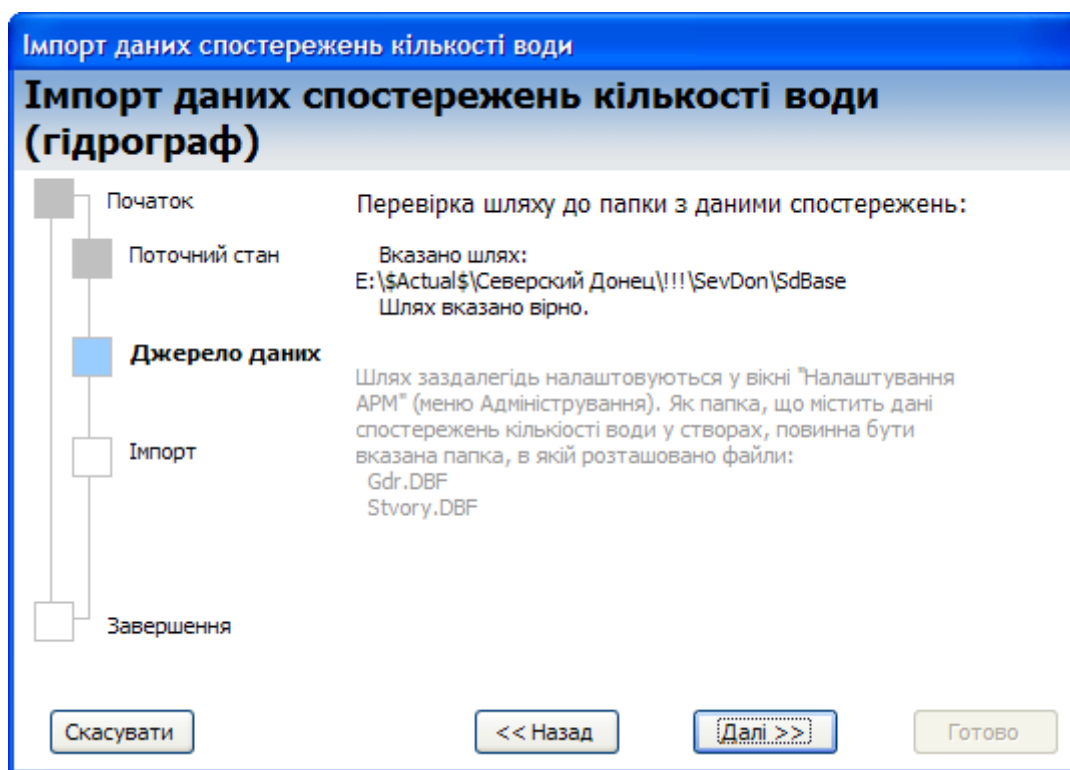 Імпорт даних спостережень кількості води
Імпорт даних спостережень кількості води
(гідрограф)
Початок
Поточний стан
Джерело даних
Імпорт
Завершення
Перевірка шляху до папки з даними спостережень:
Вказано шлях:
E:\$Actual$\Северский Донец\!!!\SevDon\SdBase
Шлях вказано вірно.
Шлях заздалегідь налаштовуються у вікні "Налаштування
АРМ" (меню Адміністрування). Як папка, що містить дані
спостережень кількіості води у створах, повинна бути
вказана папка, в якій розташовано файли:
Gdr.DBF
Stvory.DBF
Скасувати
<< Назад
Далі >>
Готово